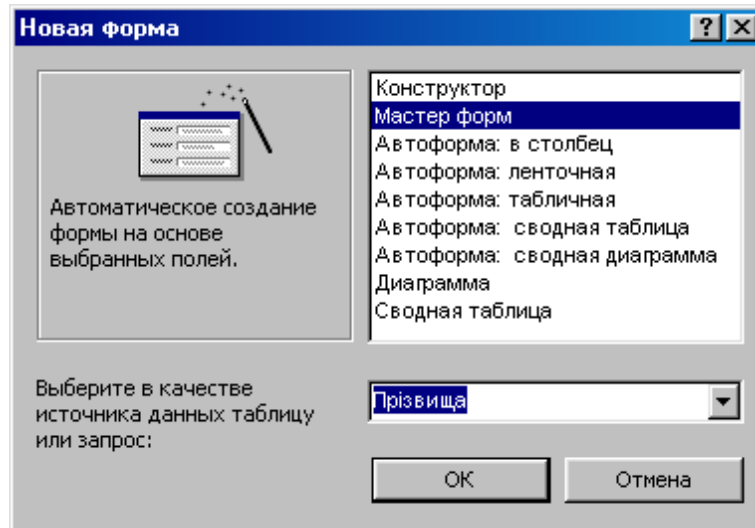 Новая форма
Конструктор
Мастер форм
Автоформа: в столбец
Автоформа: ленточная
Автоформа: табличная
Автоформа: сводная таблица
Автоформа: сводная диаграмма
Диаграмма
Сводная таблица
Автоматическое создание
формы на основе
выбранных полей.
Выберите в качестве
источника данных таблицу
или запрос:
Прізвища
ОК
Отмена